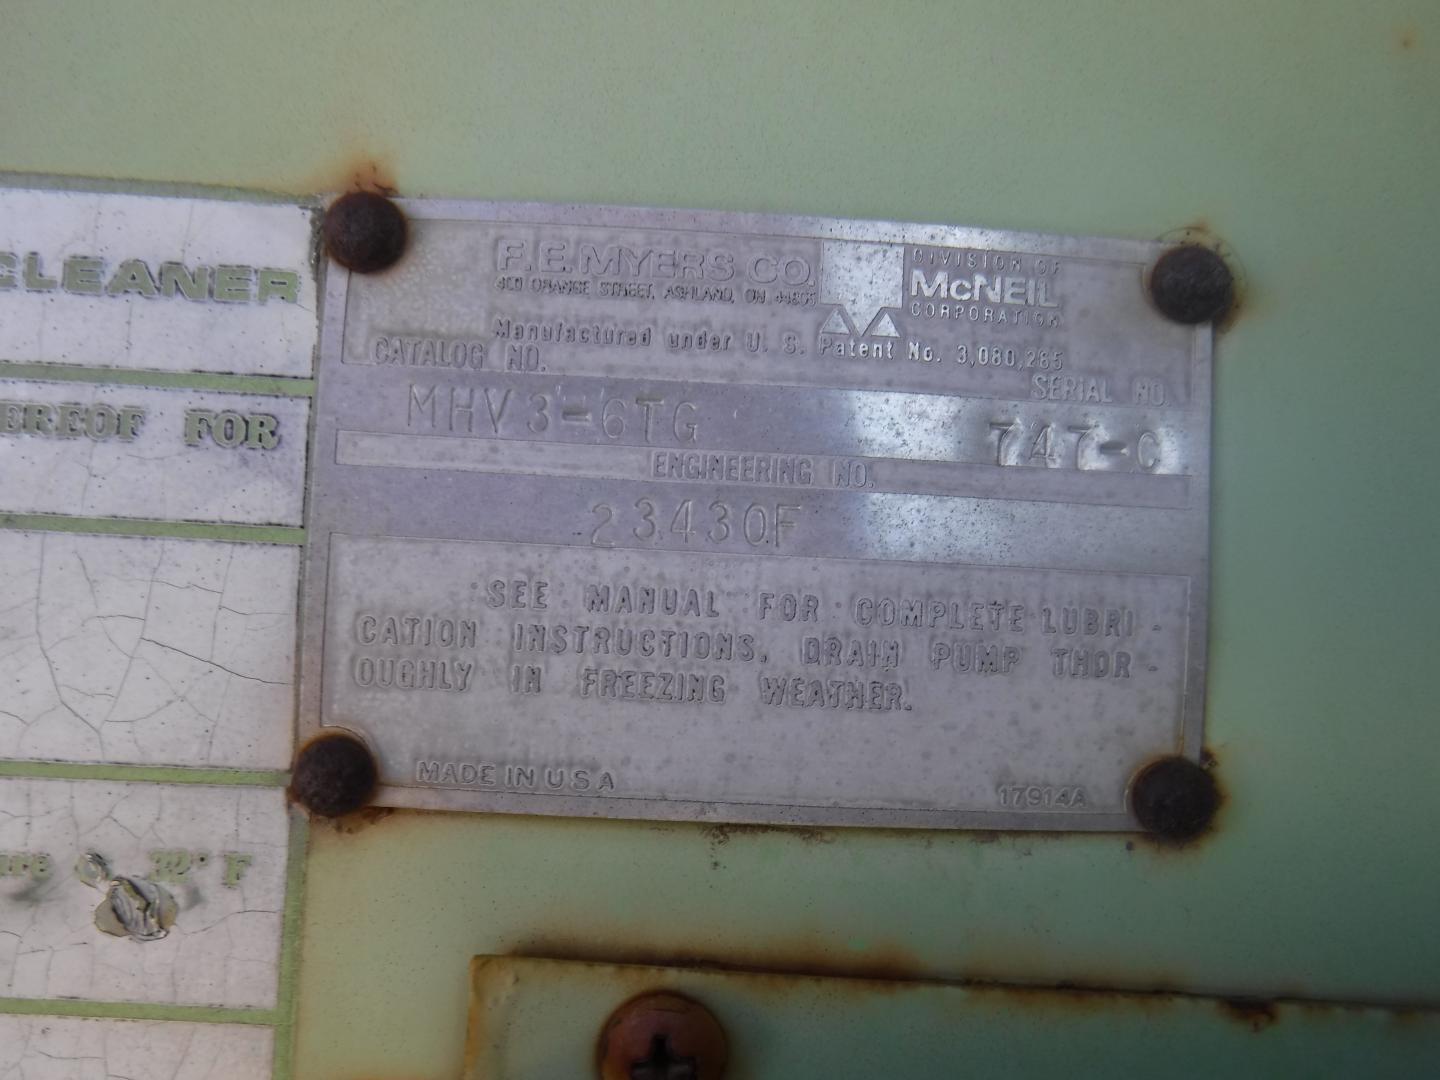 CLEANER
EREOF FOR
ure 32° F
F. E. MYERS CO.
400 ORANGE STREET, ASHLAND, OH 44805
DIVISION OF
McNEIL
CORPORATION
Manufactured under U. S. Patent No. 3,080,265
CATALOG NO.
SERIAL NO.
MHV3-6TG 747-C
ENGINEERING NO.
23430F
SEE MANUAL FOR COMPLETE LUBRI-
CATION INSTRUCTIONS. DRAIN PUMP THOR-
OUGHLY IN FREEZING WEATHER.
MADE IN U S A 17914A